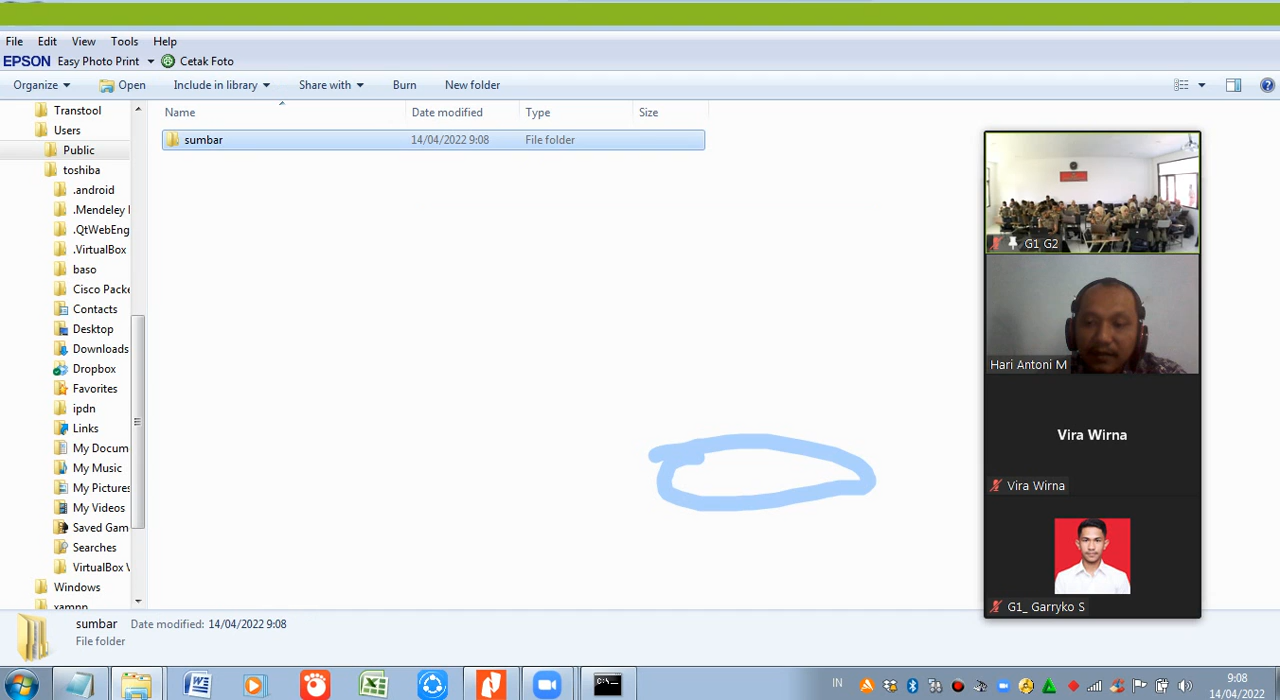 File Edit View Tools Help
EPSON Easy Photo Print Cetak Foto
Organize Open Include in library Share with Burn New folder
Name Date modified Type Size
sumbar 14/04/2022 9:08 File folder
Transtool
Users
Public
toshiba
.android
.Mendeley
.QtWebEng
.VirtualBox
baso
Cisco Packe
Contacts
Desktop
Downloads
Dropbox
Favorites
ipdn
Links
My Docum
My Music
My Pictures
My Videos
Saved Gam
Searches
VirtualBox V
Windows
xampp
G1 G2
Hari Antoni M
Vira Wirna
Vira Wirna
G1_ Garryko S
sumbar Date modified: 14/04/2022 9:08
File folder
IN
9:08
14/04/2022